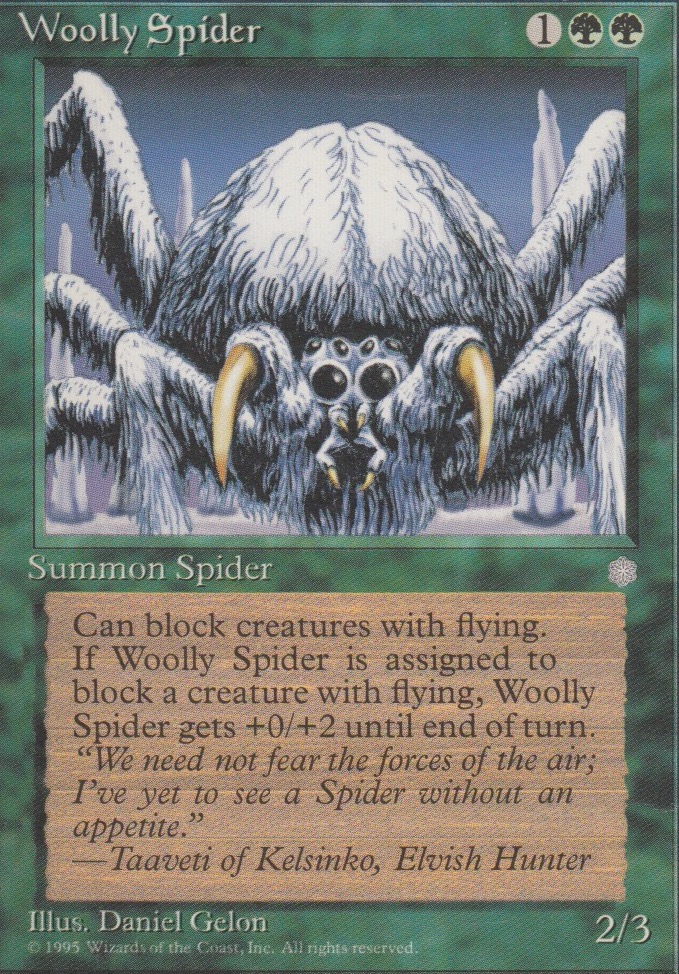 Woolly Spider 1
Summon Spider
Can block creatures with flying.
If Woolly Spider is assigned to
block a creature with flying, Woolly
Spider gets +0/+2 until end of turn.
“We need not fear the forces of the air;
I've yet to see a Spider without an
appetite.”
—Taaveti of Kelsinko, Elvish Hunter
Illus. Daniel Gelon
2/3
© 1995 Wizards of the Coast, Inc. All rights reserved.